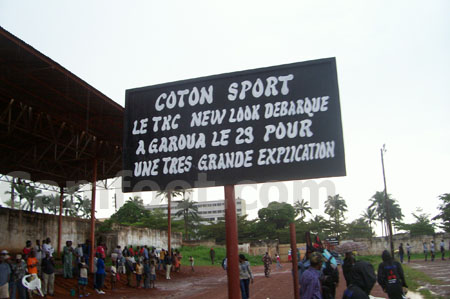 COTON SPORT
LE TKC NEW LOOK DEBARQUE
A GAROUA LE 29 POUR
UNE TRES GRANDE EXPLICATION